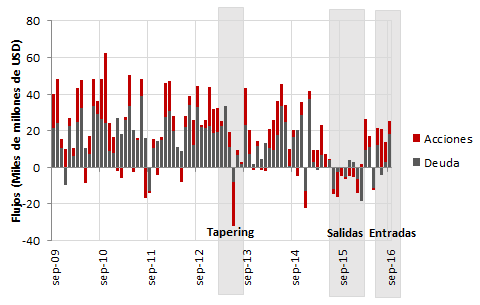 Flujos (Miles de millones de USD)
80
60
40
20
0
-20
-40
Tapering
Salidas
Entradas
Acciones
Deuda
sep-09
sep-10
sep-11
sep-12
sep-13
sep-14
sep-15
sep-16